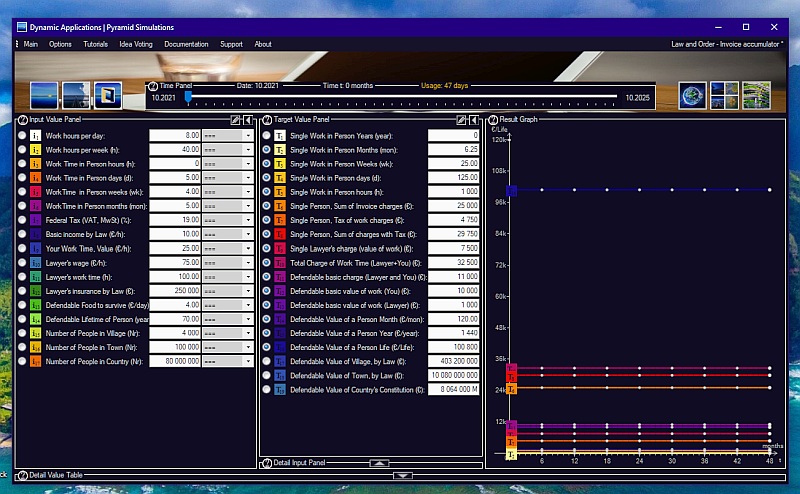 Dynamic Applications | Pyramid Simulations
Main Options Tutorials Idea Voting Documentation Support About Law and Order - Invoice accumulator *
Time Panel Date: 10.2021 Time t: 0 months Usage: 47 days
10.2021 10.2025
Input Value Panel
Work hours per day: 8.00 ===
Work hours per week (h): 40.00 ===
Work Time in Person hours (h): 0 ===
Work Time in Person days (d): 5.00 ===
WorkTime in Person weeks (wk): 4.00 ===
WorkTime in Person months (mon): 5.00 ===
Federal Tax (VAT, MwSt) (%): 19.00 ===
Basic income by Law (€/h): 10.00 ===
Your Work Time, Value (€/h): 25.00 ===
Lawyer's wage (€/h): 75.00 ===
Lawyer's work time (h): 100.00 ===
Lawyer's insurance by Law (€): 250 000 ===
Defendable Food to survive (€/day) 4.00 ===
Defendable Lifetime of Person (year 70.00 ===
Number of People in Village (Nr): 4 000 ===
Number of People in Town (Nr): 100 000 ===
Number of People in Country (Nr): 80 000 000 ===
Target Value Panel
Single Work in Person Years (year): 0
Single Work in Person Months (mon): 6.25
Single Work in Person Weeks (wk): 25.00
Single Work in Person days (d): 125.00
Single Work in Person hours (h): 1 000
Single Person, Sum of Invoice charges (€): 25 000
Single Person, Tax of work charges (€): 4 750
Single Person, Sum of charges with Tax (€): 29 750
Single Lawyer's charge (value of work) (€): 7 500
Total Charge of Work Time (Lawyer+You) (€): 32 500
Defendable basic charge (Lawyer and You) (€): 11 000
Defendable basic value of work (You) (€): 10 000
Defendable basic value of work (Lawyer) (€): 1 000
Defendable Value of a Person Month (€/mon): 120.00
Defendable Value of a Person Year (€/year): 1 440
Defendable Value of a Person Life (€/Life): 100 800
Defendable Value of Village, by Law (€): 403 200 000
Defendable Value of Town, by Law (€): 10 080 000 000
Defendable Value of Country's Constitution (€): 8 064 000 M
Detail Input Panel
Result Graph
€/Life
120k
108k
96k
84k
72k
60k
48k
36k
24k
12k
months
6 12 18 24 30 36 42 48 t
Detail Value Table
ck